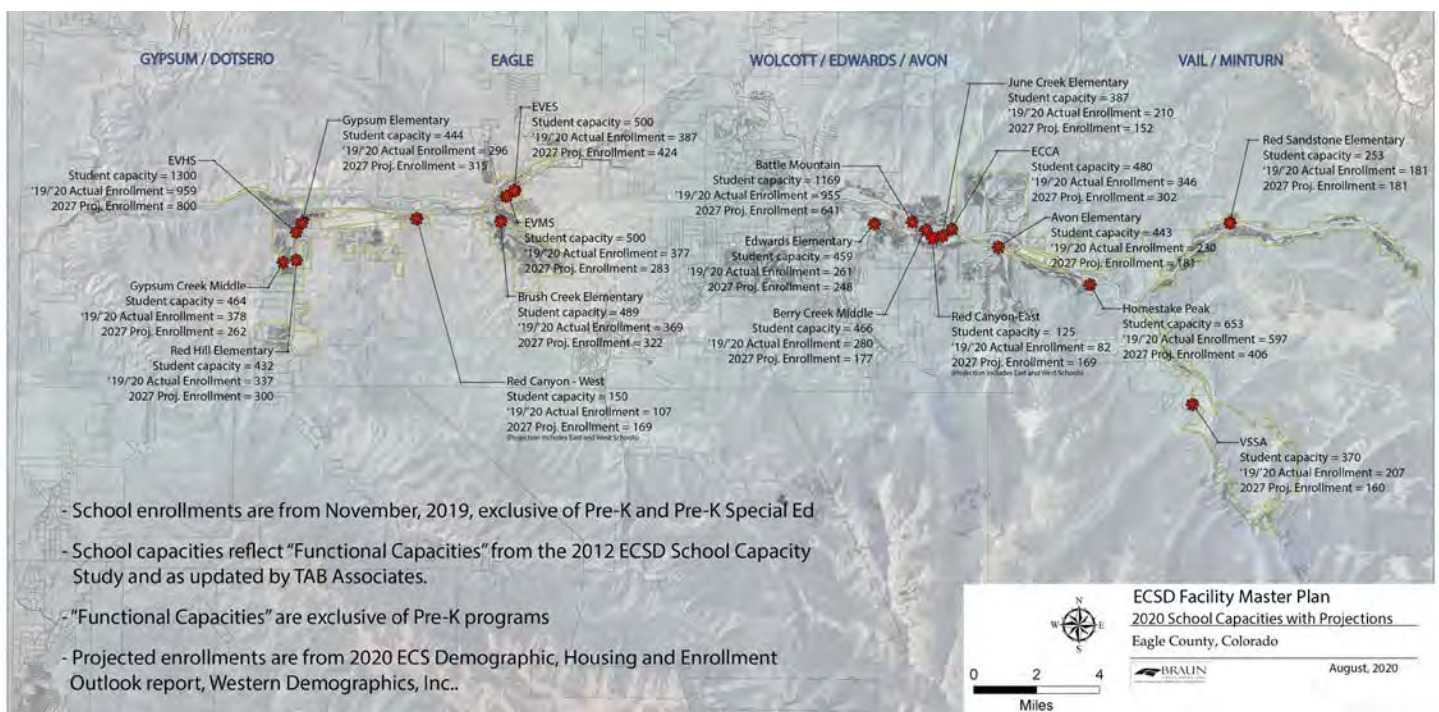 GYPSUM / DOTSERO
EAGLE
WOLCOTT / EDWARDS / AVON
VAIL / MINTURN
Gypsum Elementary
Student capacity = 444
'19/'20 Actual Enrollment = 296
2027 Proj. Enrollment = 315
EVHS
Student capacity = 1300
'19/'20 Actual Enrollment = 959
2027 Proj. Enrollment = 800
Gypsum Creek Middle
Student capacity = 464
'19/'20 Actual Enrollment = 378
2027 Proj. Enrollment = 262
Red Hill Elementary
Student capacity = 432
'19/'20 Actual Enrollment = 337
2027 Proj. Enrollment = 300
EVES
Student capacity = 500
'19/'20 Actual Enrollment = 387
2027 Proj. Enrollment = 424
EVMS
Student capacity = 500
'19/'20 Actual Enrollment = 377
2027 Proj. Enrollment = 283
Brush Creek Elementary
Student capacity = 489
'19/'20 Actual Enrollment = 369
2027 Proj. Enrollment = 322
Red Canyon - West
Student capacity = 150
'19/'20 Actual Enrollment = 107
2027 Proj. Enrollment = 169
(Projection includes East and West Schools)
June Creek Elementary
Student capacity = 387
'19/'20 Actual Enrollment = 210
2027 Proj. Enrollment = 152
Battle Mountain
Student capacity = 1169
'19/'20 Actual Enrollment = 955
2027 Proj. Enrollment = 641
ECCA
Student capacity = 480
'19/'20 Actual Enrollment = 346
2027 Proj. Enrollment = 302
Edwards Elementary
Student capacity = 459
'19/'20 Actual Enrollment = 261
2027 Proj. Enrollment = 248
Avon Elementary
Student capacity = 443
'19/'20 Actual Enrollment = 230
2027 Proj. Enrollment = 181
Berry Creek Middle
Student capacity = 466
'19/'20 Actual Enrollment = 280
2027 Proj. Enrollment = 177
Red Canyon-East
Student capacity = 125
'19/'20 Actual Enrollment = 82
2027 Proj. Enrollment = 169
(Projection includes East and West Schools)
Red Sandstone Elementary
Student capacity = 253
'19/'20 Actual Enrollment = 181
2027 Proj. Enrollment = 181
Homestake Peak
Student capacity = 653
'19/'20 Actual Enrollment = 597
2027 Proj. Enrollment = 406
VSSA
Student capacity = 370
'19/'20 Actual Enrollment = 207
2027 Proj. Enrollment = 160
- School enrollments are from November, 2019, exclusive of Pre-K and Pre-K Special Ed
- School capacities reflect "Functional Capacities" from the 2012 ECSD School Capacity
Study and as updated by TAB Associates.
- "Functional Capacities" are exclusive of Pre-K programs
- Projected enrollments are from 2020 ECS Demographic, Housing and Enrollment
Outlook report, Western Demographics, Inc..
N
W E
S
0 2 4
Miles
ECSD Facility Master Plan
2020 School Capacities with Projections
Eagle County, Colorado
BRAUN
August, 2020